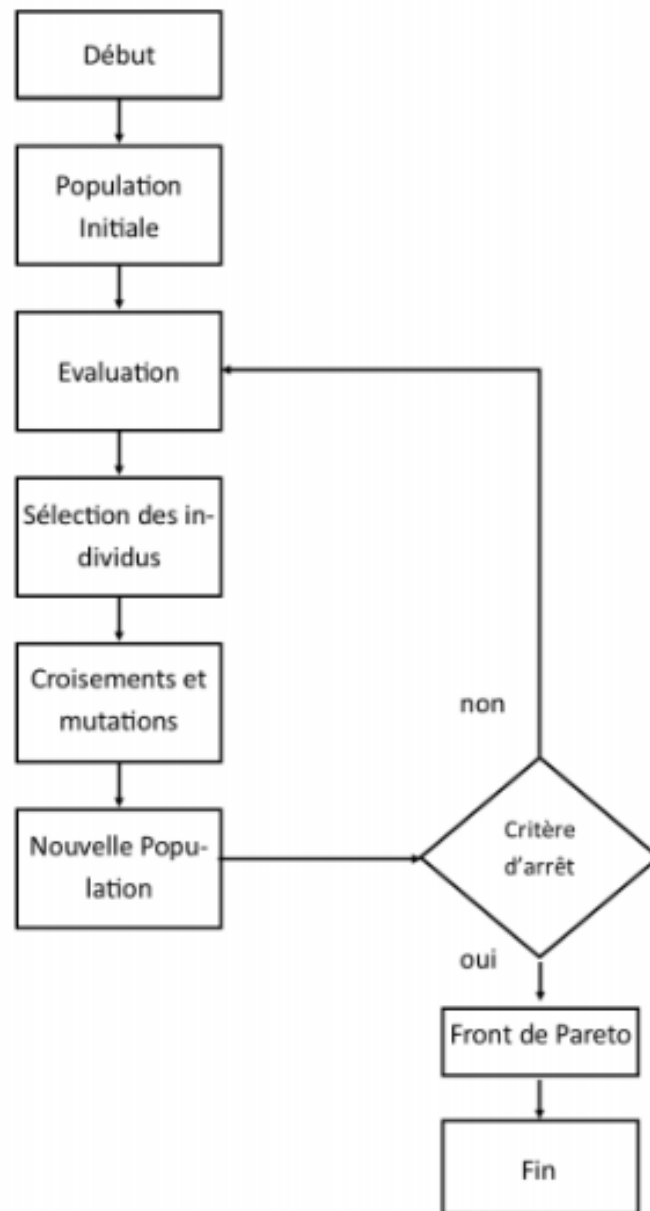 Début
Population
Initiale
Evaluation
Sélection des in-
dividus
Croisements et
mutations
Nouvelle Popu-
lation
non
Critère
d'arrêt
oui
Front de Pareto
Fin